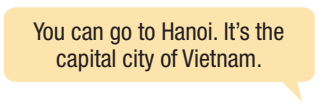 You can go to Hanoi. It’s the
capital city of Vietnam.